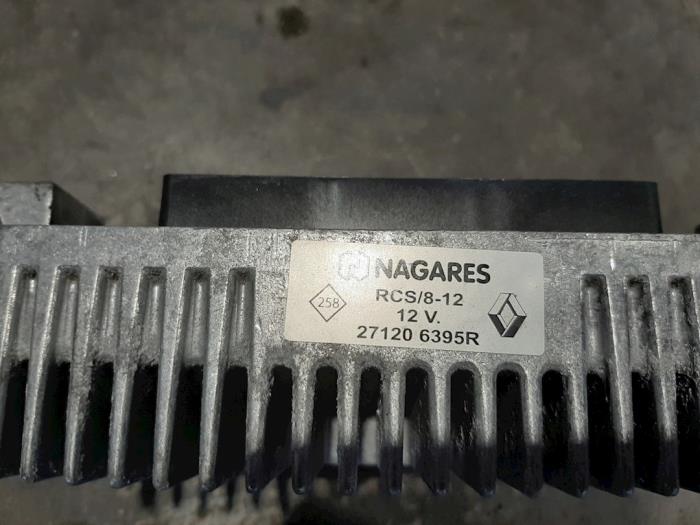 NAGARES
258
RCS/8-12
12 V.
27120 6395R